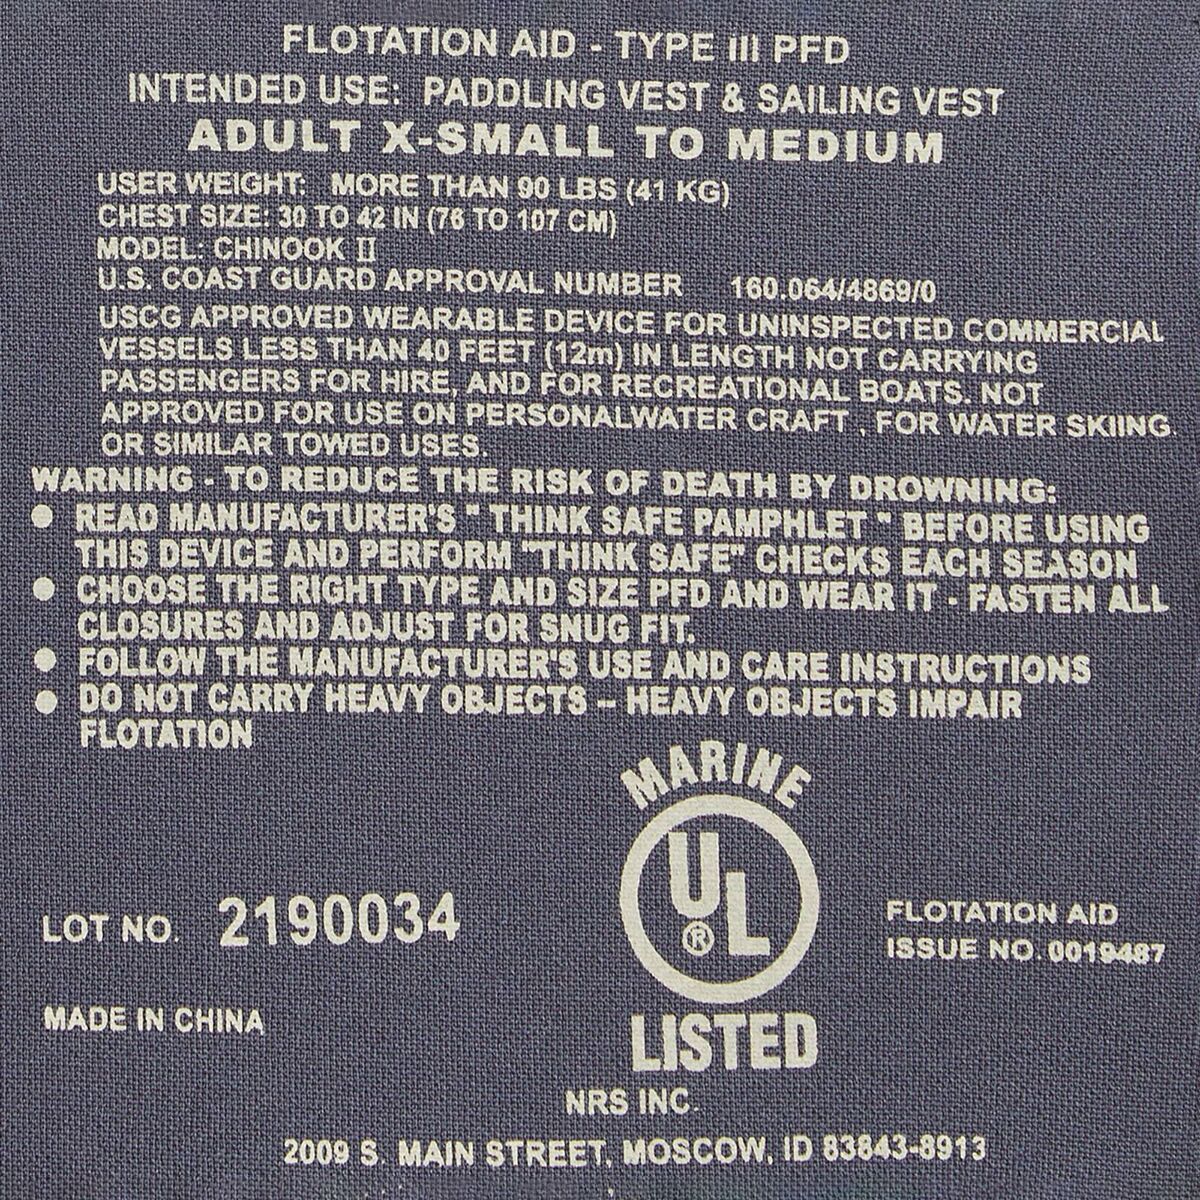 FLOTATION AID - TYPE III PFD
INTENDED USE: PADDLING VEST & SAILING VEST
ADULT X-SMALL TO MEDIUM
USER WEIGHT: MORE THAN 90 LBS (41 KG)
CHEST SIZE: 30 TO 42 IN (76 TO 107 CM)
MODEL: CHINOOK II
U.S. COAST GUARD APPROVAL NUMBER 160.064/4869/0
USCG APPROVED WEARABLE DEVICE FOR UNINSPECTED COMMERCIAL
VESSELS LESS THAN 40 FEET (12m) IN LENGTH NOT CARRYING
PASSENGERS FOR HIRE, AND FOR RECREATIONAL BOATS. NOT
APPROVED FOR USE ON PERSONALWATER CRAFT , FOR WATER SKIING.
OR SIMILAR TOWED USES.
WARNING - TO REDUCE THE RISK OF DEATH BY DROWNING:
● READ MANUFACTURER'S " THINK SAFE PAMPHLET " BEFORE USING
THIS DEVICE AND PERFORM "THINK SAFE" CHECKS EACH SEASON
● CHOOSE THE RIGHT TYPE AND SIZE PFD AND WEAR IT - FASTEN ALL
CLOSURES AND ADJUST FOR SNUG FIT.
● FOLLOW THE MANUFACTURER'S USE AND CARE INSTRUCTIONS
● DO NOT CARRY HEAVY OBJECTS – HEAVY OBJECTS IMPAIR
FLOTATION
MARINE
UL ®
LISTED
LOT NO. 2190034
FLOTATION AID
ISSUE NO. 0019487
MADE IN CHINA
NRS INC.
2009 S. MAIN STREET, MOSCOW, ID 83843-8913